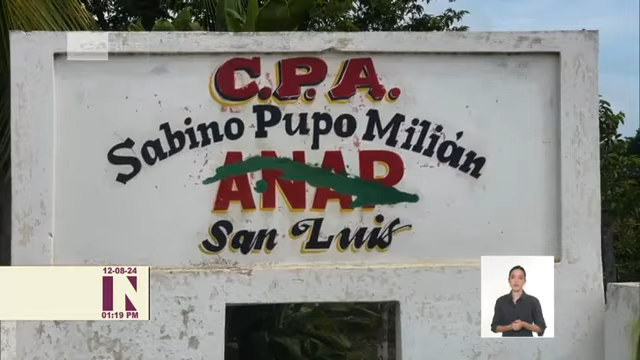 C.P.A.
Sabino Pupo Milián
ANAP
San Luis
12-08-24
N
01:19 PM